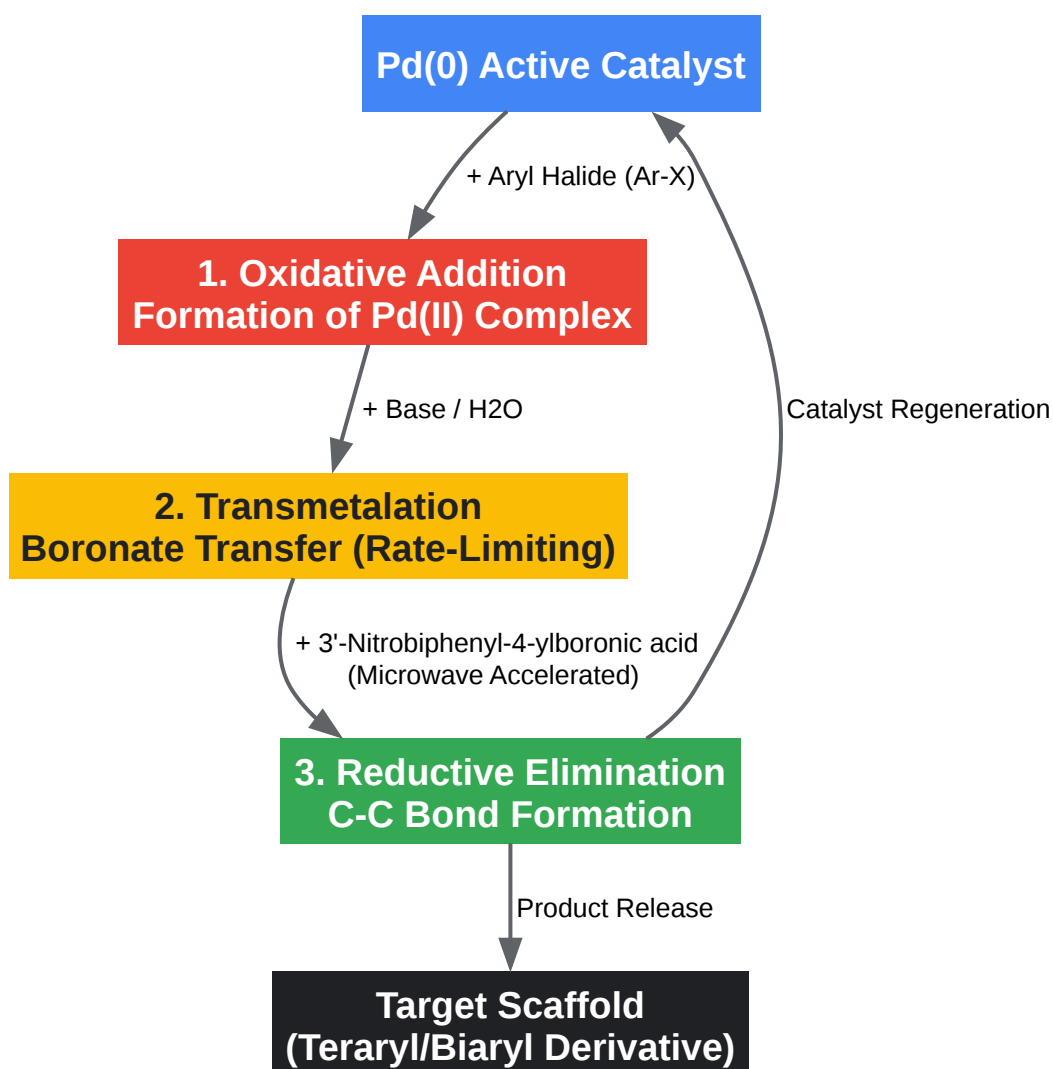 Pd(0) Active Catalyst
+ Aryl Halide (Ar-X)
1. Oxidative Addition
Formation of Pd(II) Complex
+ Base / H2O
Catalyst Regeneration
2. Transmetalation
Boronate Transfer (Rate-Limiting)
+ 3'-Nitrobiphenyl-4-ylboronic acid
(Microwave Accelerated)
3. Reductive Elimination
C-C Bond Formation
Product Release
Target Scaffold
(Teraryl/Biaryl Derivative)